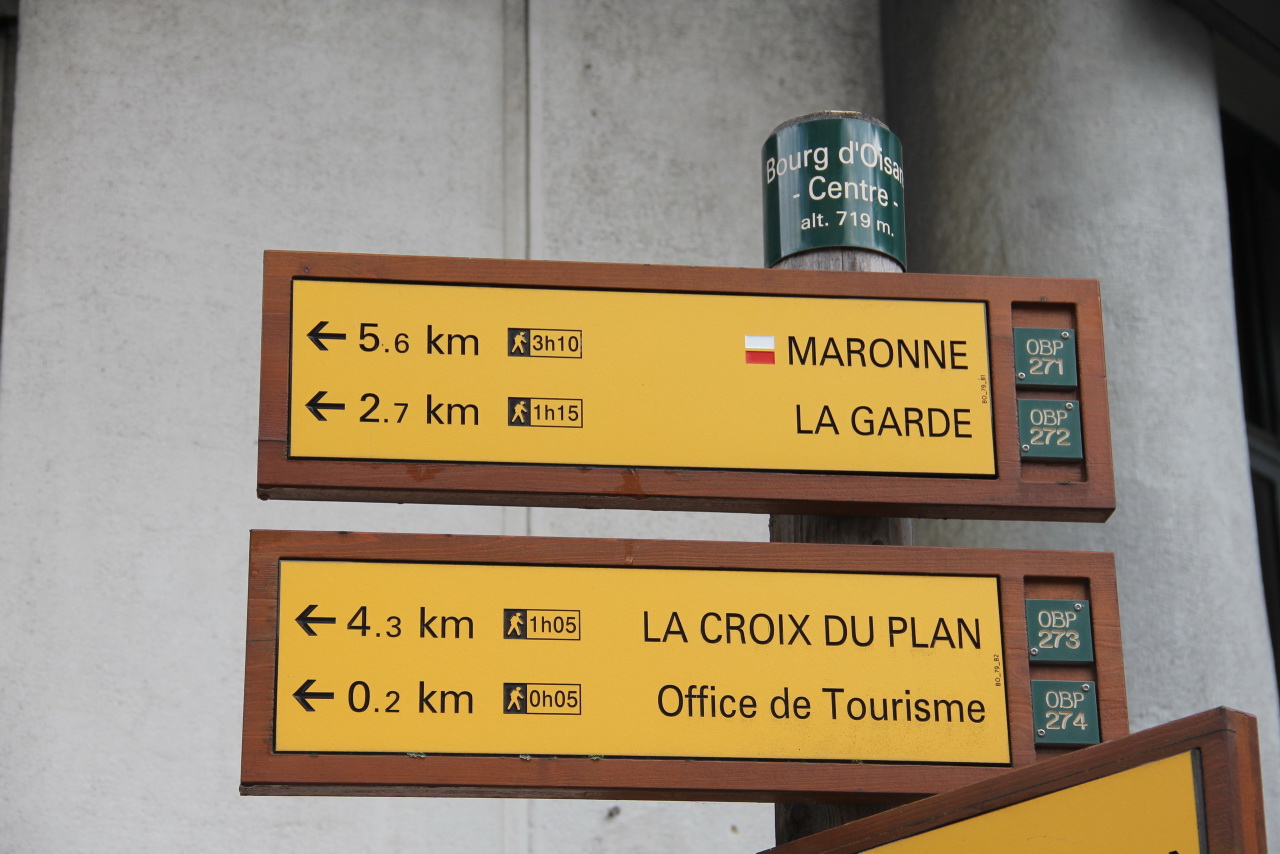 Bourg d'Oisan
- Centre -
alt. 719 m.
5.6 km 3h10 MARONNE OBP 271
2.7 km 1h15 LA GARDE OBP 272
BO_79_B1
4.3 km 1h05 LA CROIX DU PLAN OBP 273
0.2 km 0h05 Office de Tourisme OBP 274
BO_79_B2